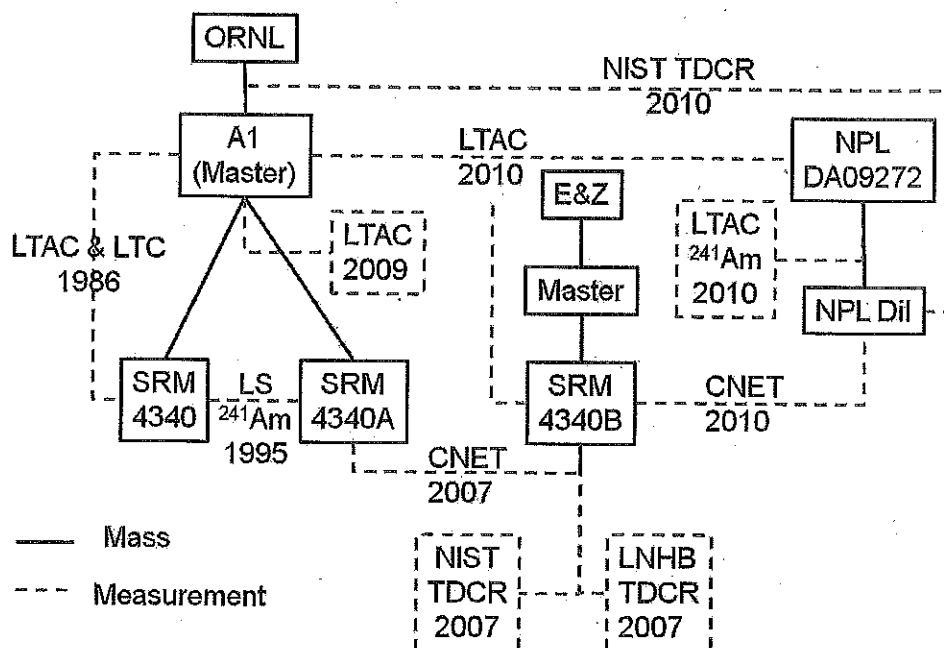 ORNL
NIST TDCR
2010
A1
(Master)
LTAC
2010
NPL
DA09272
E&Z
LTAC & LTC
1986
LTAC
2009
LTAC
²⁴¹Am
2010
Master
NPL Dil
SRM
4340
LS
²⁴¹Am
1995
SRM
4340A
SRM
4340B
CNET
2010
CNET
2007
Mass
Measurement
NIST
TDCR
2007
LNHB
TDCR
2007